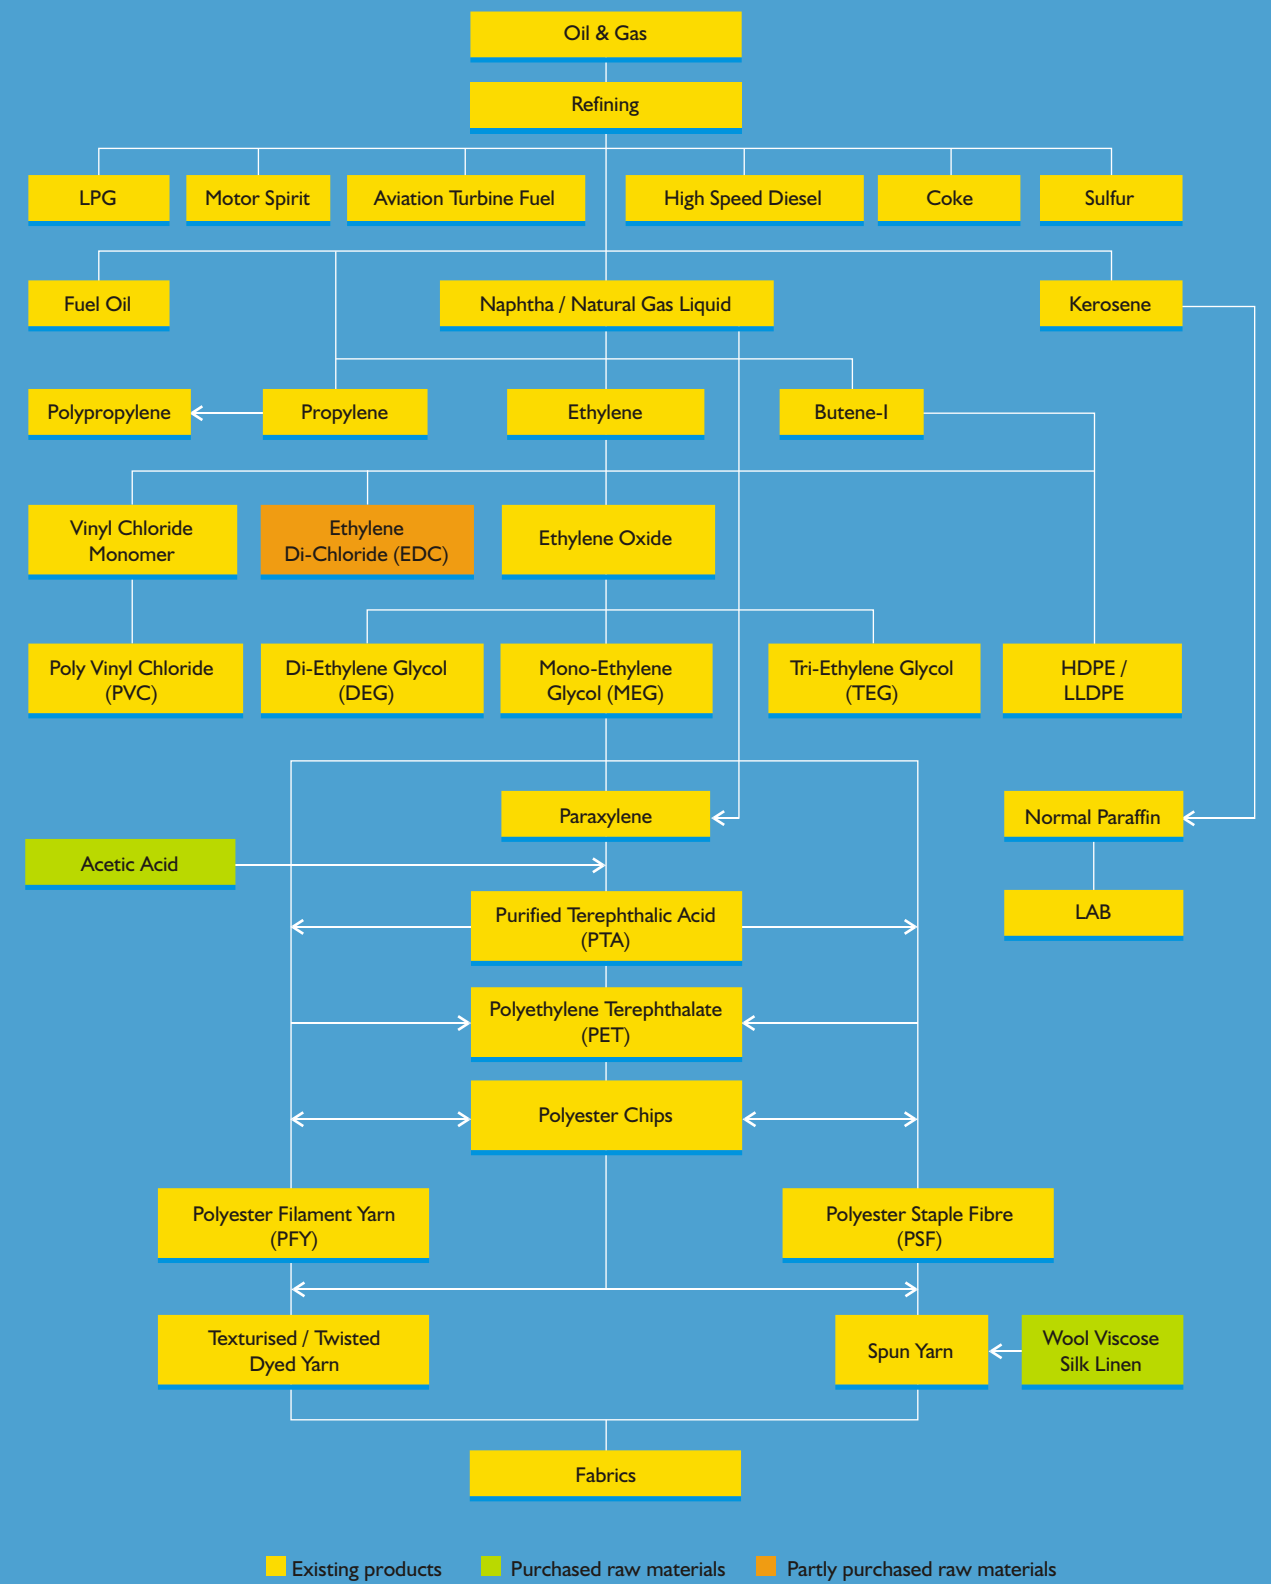 Oil & Gas
Refining
LPG
Motor Spirit
Aviation Turbine Fuel
High Speed Diesel
Coke
Sulfur
Fuel Oil
Naphtha / Natural Gas Liquid
Kerosene
Polypropylene
Propylene
Ethylene
Butene-I
Vinyl Chloride
Monomer
Ethylene
Di-Chloride (EDC)
Ethylene Oxide
Poly Vinyl Chloride
(PVC)
Di-Ethylene Glycol
(DEG)
Mono-Ethylene
Glycol (MEG)
Tri-Ethylene Glycol
(TEG)
HDPE /
LLDPE
Paraxylene
Normal Paraffin
Acetic Acid
Purified Terephthalic Acid
(PTA)
LAB
Polyethylene Terephthalate
(PET)
Polyester Chips
Polyester Filament Yarn
(PFY)
Polyester Staple Fibre
(PSF)
Texturised / Twisted
Dyed Yarn
Spun Yarn
Wool Viscose
Silk Linen
Fabrics
Existing products
Purchased raw materials
Partly purchased raw materials